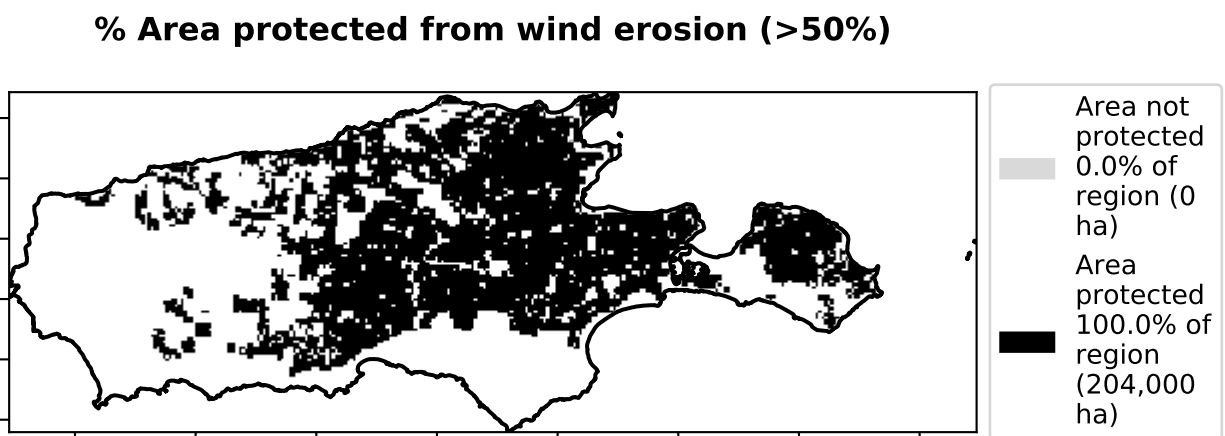 % Area protected from wind erosion (>50%)
Area not
protected
0.0% of
region (0
ha)
Area
protected
100.0% of
region
(204,000
ha)